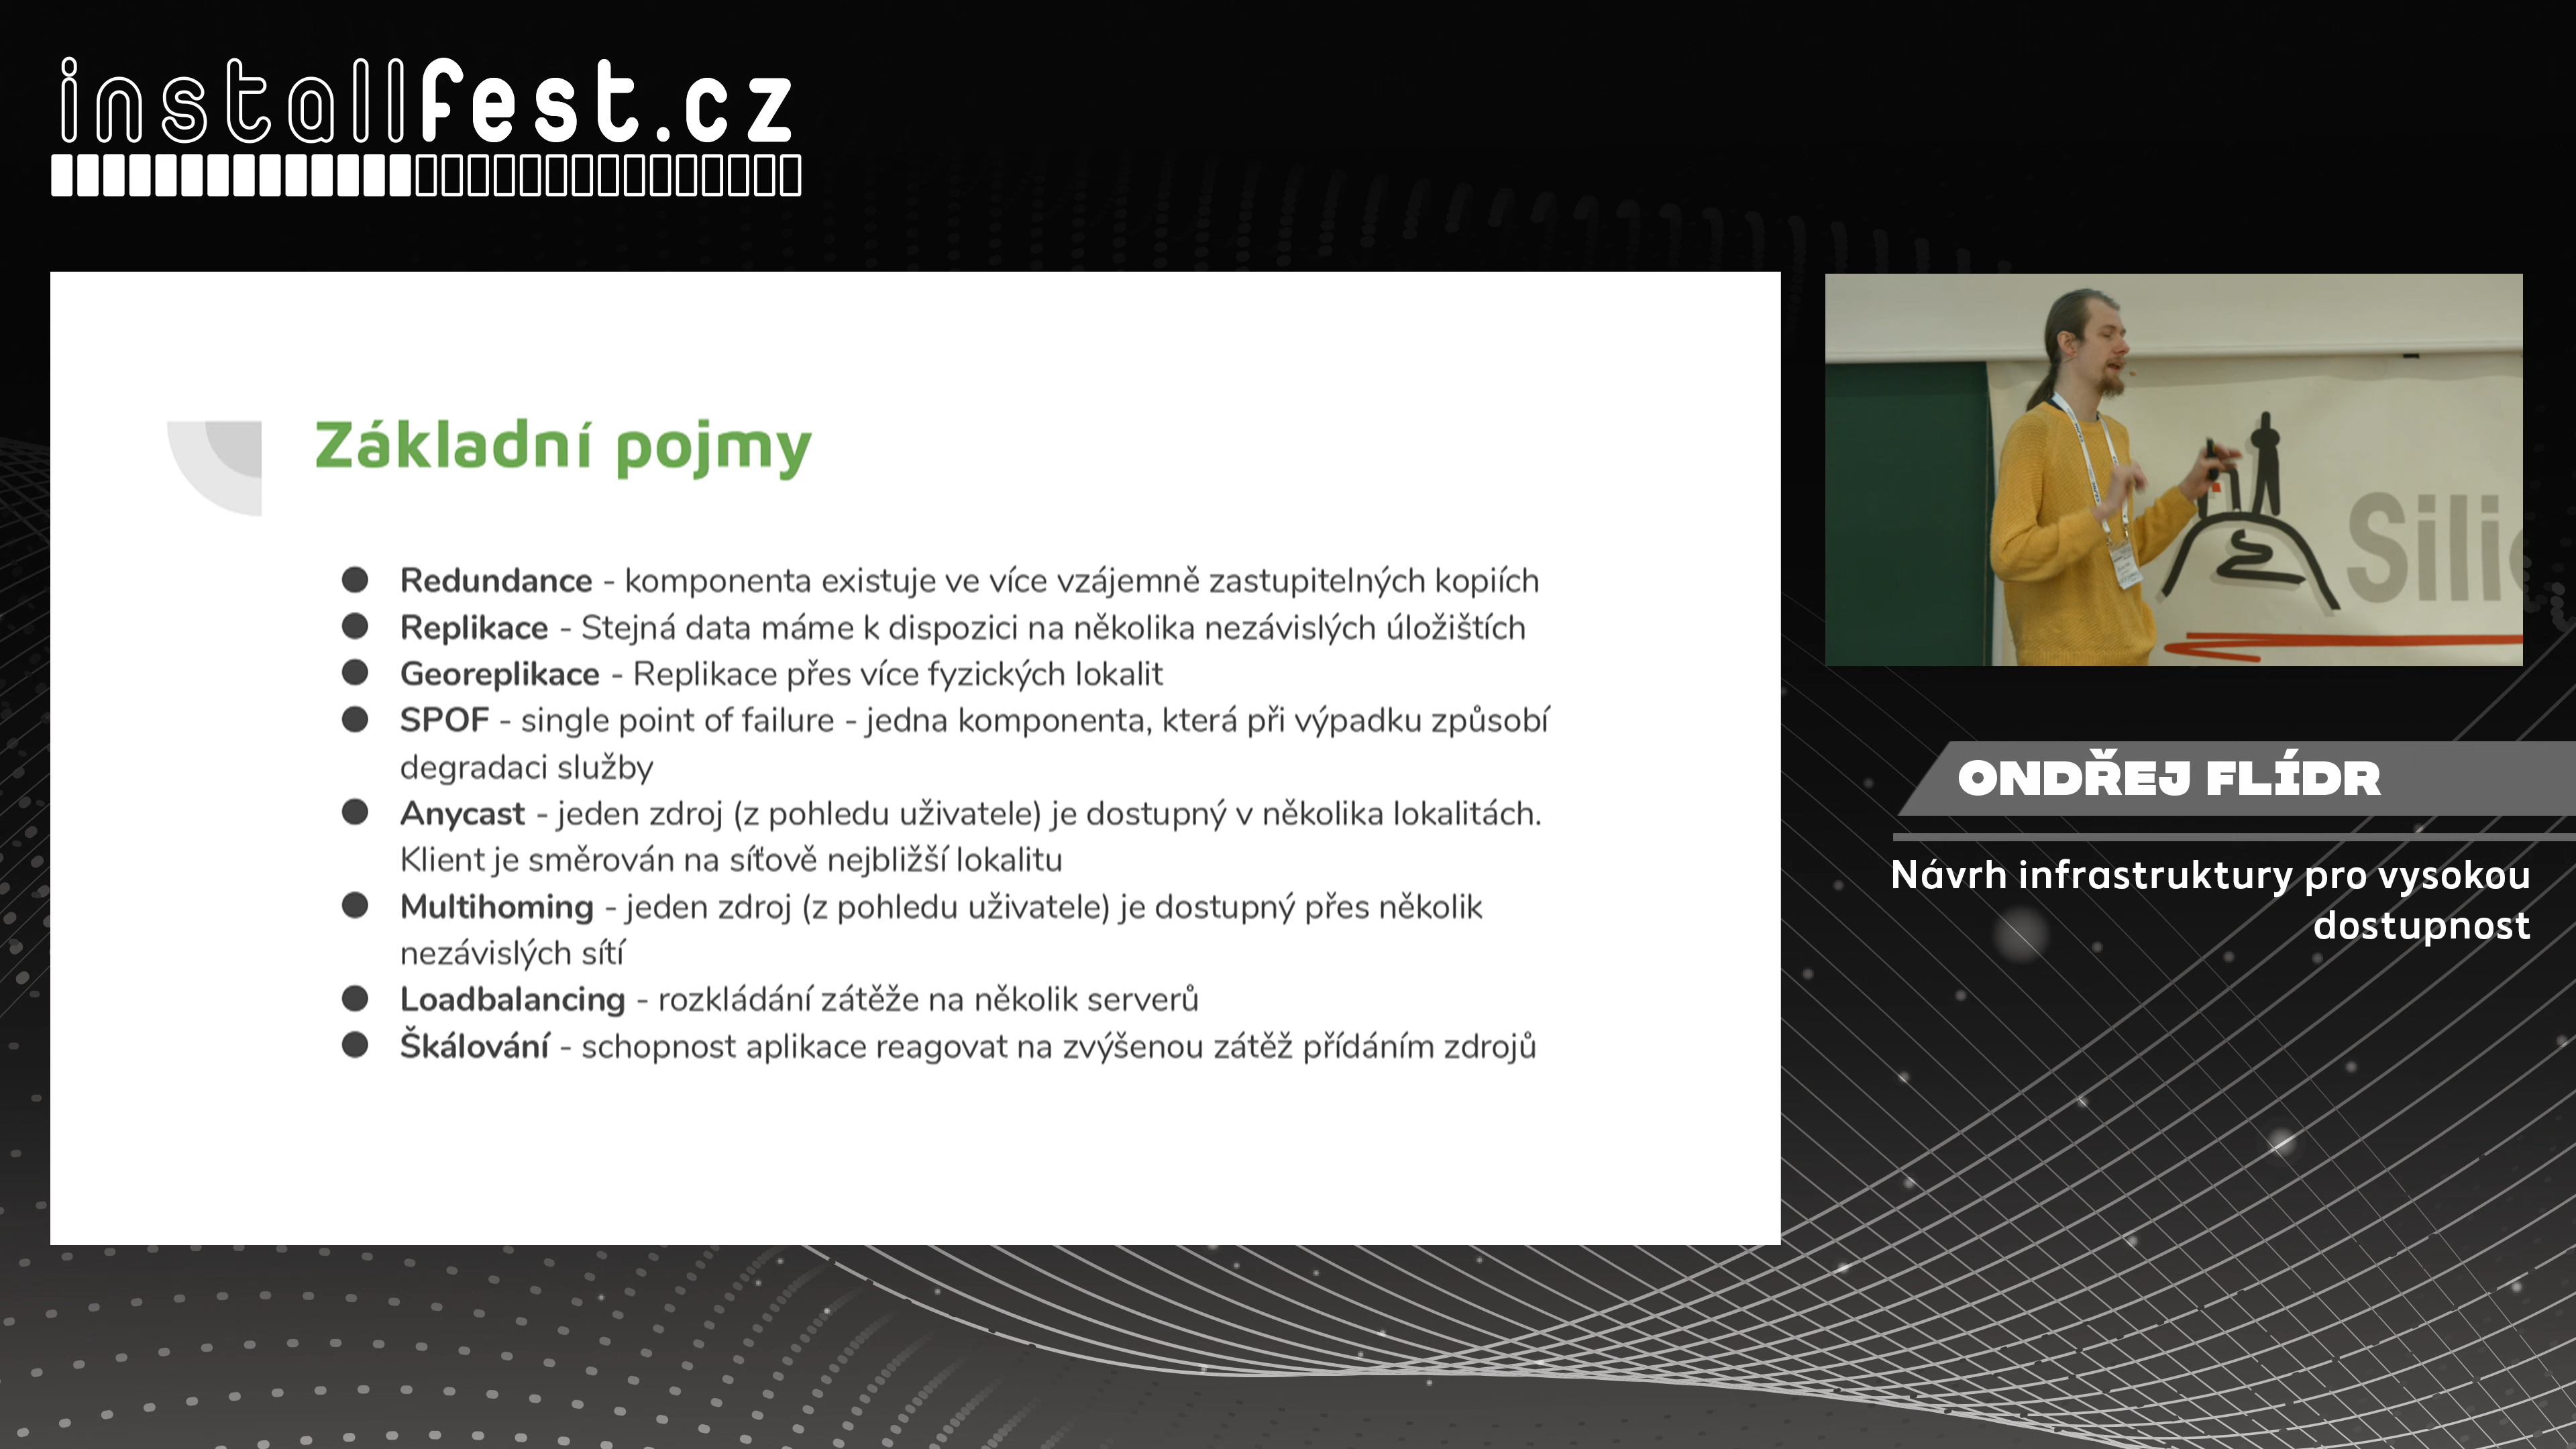 installfest.cz
Základní pojmy
Redundance - komponenta existuje ve více vzájemně zastupitelných kopiích
Replikace - Stejná data máme k dispozici na několika nezávislých úložištích
Georeplikace - Replikace přes více fyzických lokalit
SPOF - single point of failure - jedna komponenta, která při výpadku způsobí
degradaci služby
Anycast - jeden zdroj (z pohledu uživatele) je dostupný v několika lokalitách.
Klient je směrován na síťově nejbližší lokalitu
Multihoming - jeden zdroj (z pohledu uživatele) je dostupný přes několik
nezávislých sítí
Loadbalancing - rozkládání zátěže na několik serverů
Škálování - schopnost aplikace reagovat na zvýšenou zátěž přídáním zdrojů
Sili
ONDŘEJ FLÍDR
Návrh infrastruktury pro vysokou
dostupnost